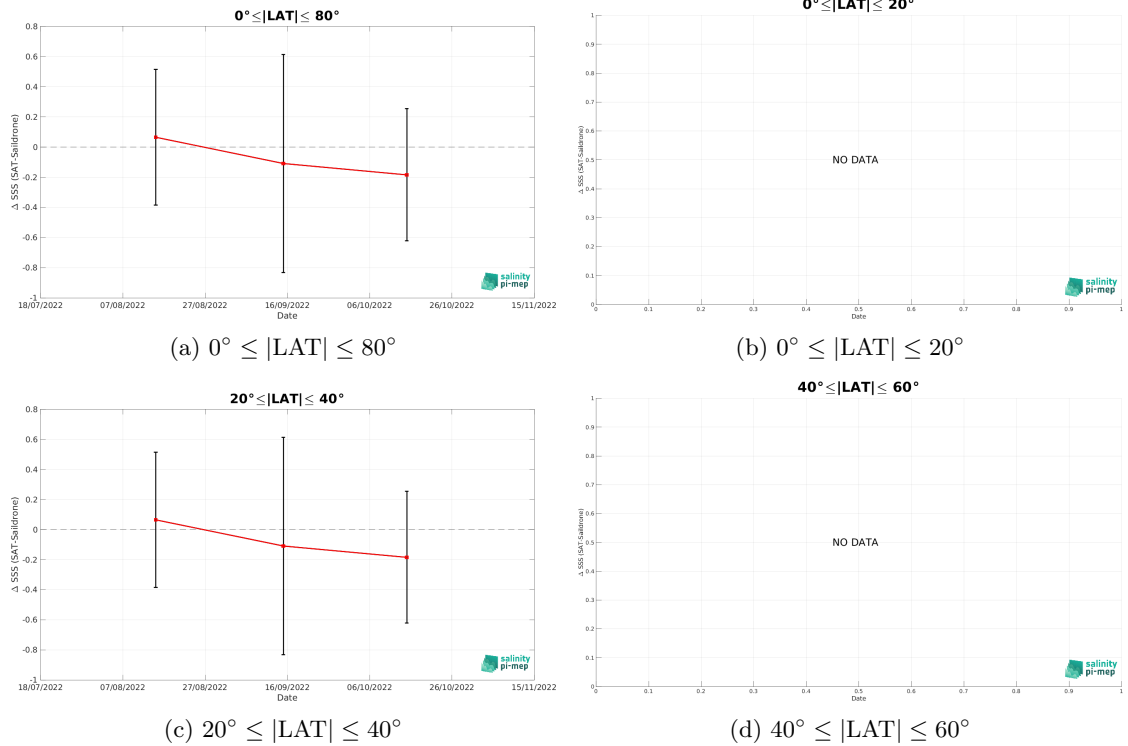 0°≤|LAT|≤ 80°
0.8
0.6
0.4
0.2
0
-0.2
-0.4
-0.6
-0.8
-1
Δ SSS (SAT-Saildrone)
18/07/2022 07/08/2022 27/08/2022 16/09/2022 06/10/2022 26/10/2022 15/11/2022
Date
salinity
pi-mep
(a) 0° ≤ |LAT| ≤ 80°
0°≤|LAT|≤ 20°
1
0.9
0.8
0.7
0.6
0.5
0.4
0.3
0.2
0.1
0
Δ SSS (SAT-Saildrone)
NO DATA
0 0.1 0.2 0.3 0.4 0.5 0.6 0.7 0.8 0.9 1
Date
salinity
pi-mep
(b) 0° ≤ |LAT| ≤ 20°
20°≤|LAT|≤ 40°
0.8
0.6
0.4
0.2
0
-0.2
-0.4
-0.6
-0.8
-1
Δ SSS (SAT-Saildrone)
18/07/2022 07/08/2022 27/08/2022 16/09/2022 06/10/2022 26/10/2022 15/11/2022
Date
salinity
pi-mep
(c) 20° ≤ |LAT| ≤ 40°
40°≤|LAT|≤ 60°
1
0.9
0.8
0.7
0.6
0.5
0.4
0.3
0.2
0.1
0
Δ SSS (SAT-Saildrone)
NO DATA
0 0.1 0.2 0.3 0.4 0.5 0.6 0.7 0.8 0.9 1
Date
salinity
pi-mep
(d) 40° ≤ |LAT| ≤ 60°